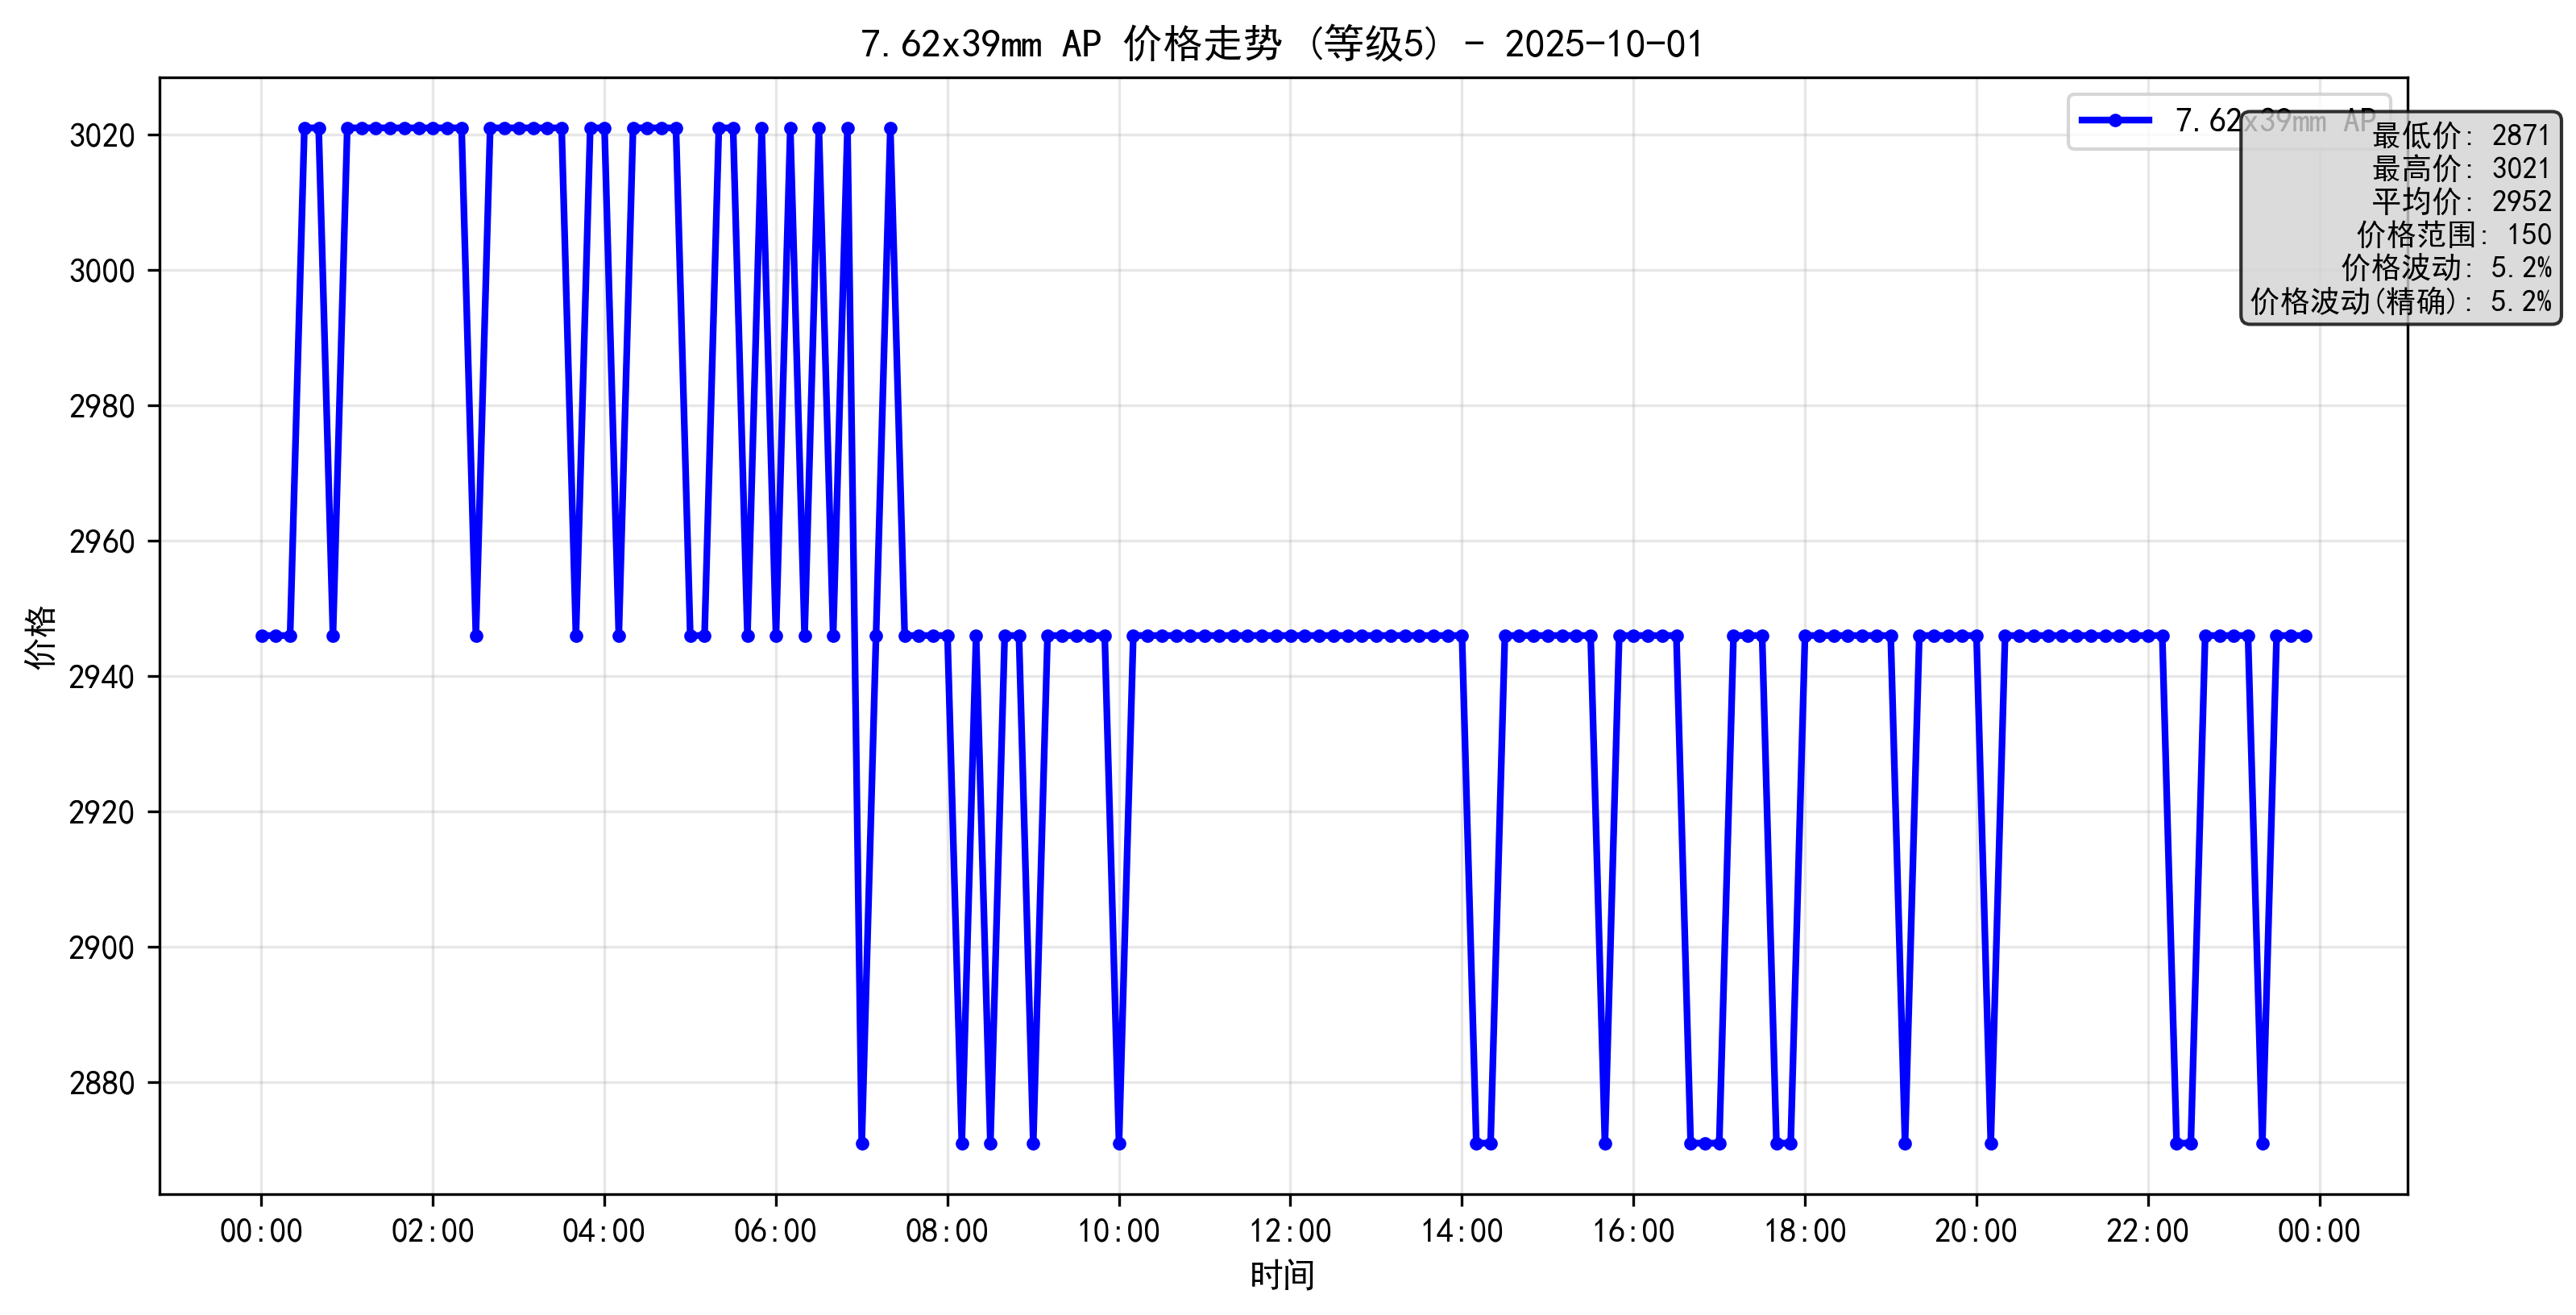 7.62x39mm AP 价格走势 (等级5) - 2025-10-01
7.62x39mm AP
最低价: 2871
最高价: 3021
平均价: 2952
价格范围: 150
价格波动: 5.2%
价格波动(精确): 5.2%
3020
3000
2980
2960
2940
2920
2900
2880
价格
00:00 02:00 04:00 06:00 08:00 10:00 12:00 14:00 16:00 18:00 20:00 22:00 00:00
时间